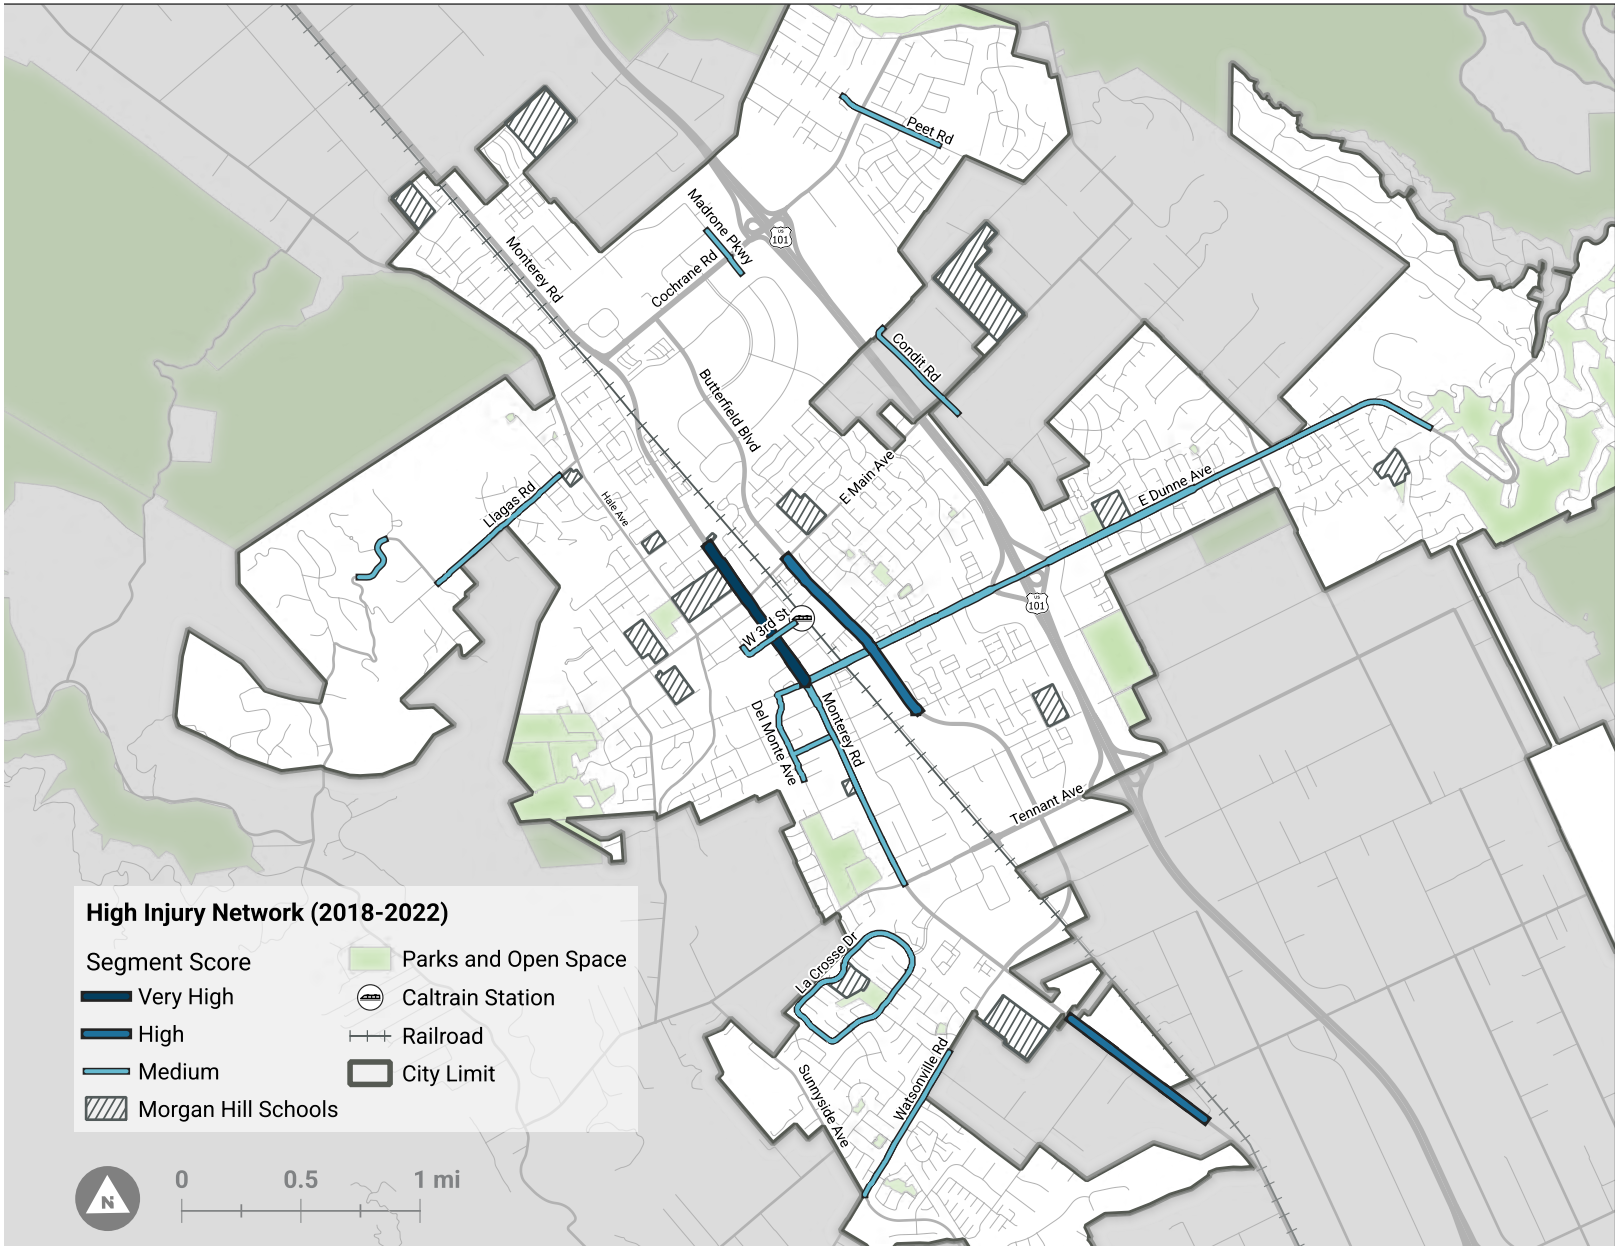 Peet Rd
Madrone Pkwy
US
101
Monterey Rd
Cochrane Rd
Condit Rd
Butterfield Blvd
E Main Ave
E Dunne Ave
Llagas Rd
Hale Ave
US
101
W 3rd St
Del Monte Ave
Monterey Rd
Tennant Ave
La Crosse Dr
Watsonville Rd
Sunnyside Ave
High Injury Network (2018-2022)
Segment Score
Very High
High
Medium
Morgan Hill Schools
Parks and Open Space
Caltrain Station
Railroad
City Limit
N
0 0.5 1 mi